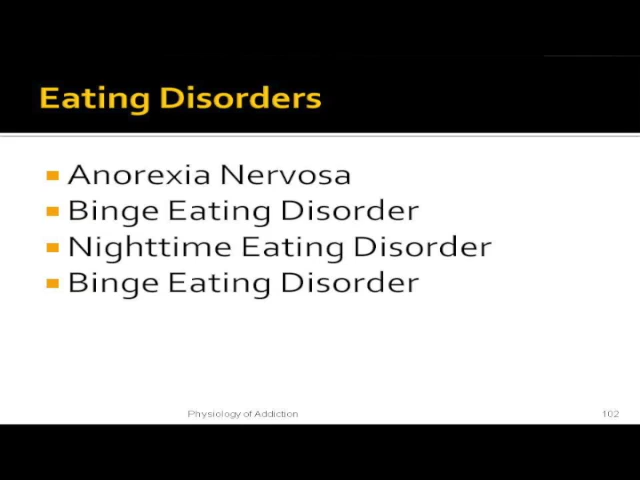 Eating Disorders
Anorexia Nervosa
Binge Eating Disorder
Nighttime Eating Disorder
Binge Eating Disorder
Physiology of Addiction 102